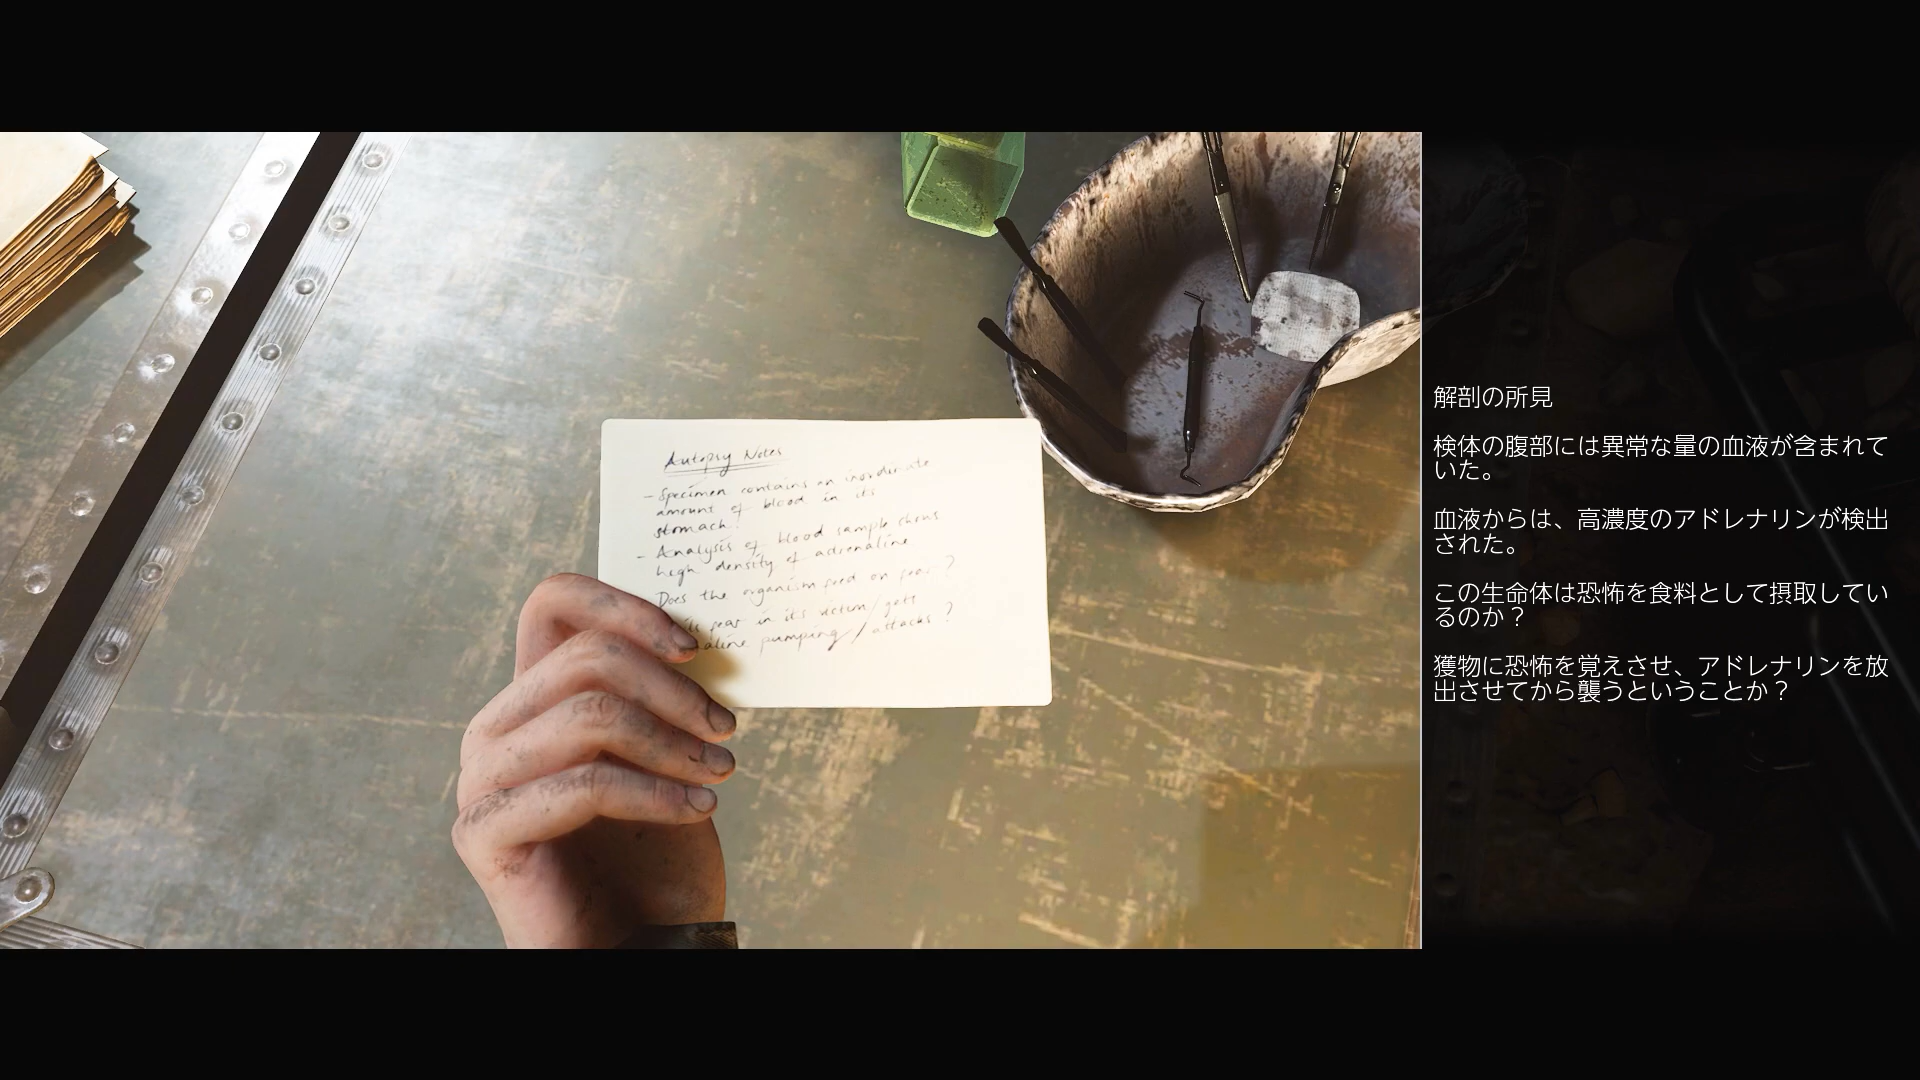 Autopsy Notes
- Specimen contains an inordinate
amount of blood in its
stomach.
- Analysis of blood sample shows
high density of adrenaline
Does the organism feed on fear?
fear in its victim/gets
pumping/attacks?
解剖の所見
検体の腹部には異常な量の血液が含まれて
いた。
血液からは、高濃度のアドレナリンが検出
された。
この生命体は恐怖を食料として摂取してい
るのか？
獲物に恐怖を覚えさせ、アドレナリンを放
出させてから襲うということか？